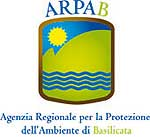 ARPAB
Agenzia Regionale per la Protezione
dell'Ambiente di Basilicata